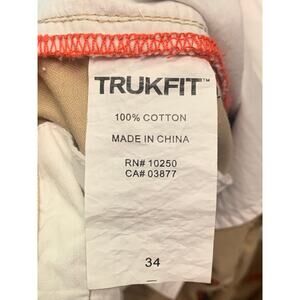 TRUKFIT™
100% COTTON
MADE IN CHINA
RN# 10250
CA# 03877
34